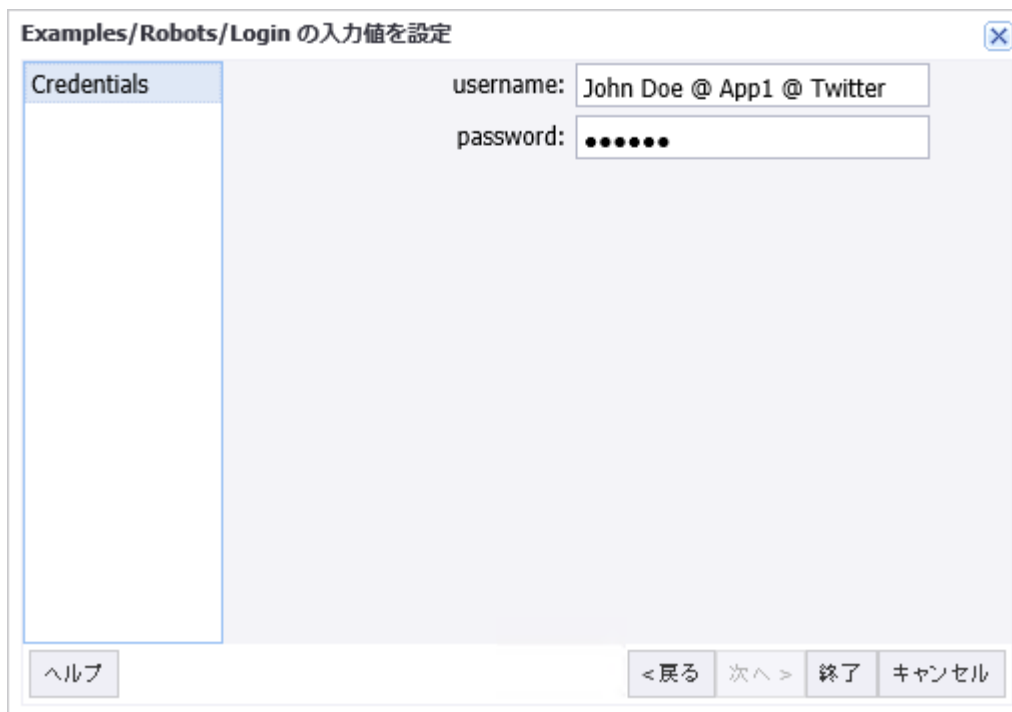 Examples/Robots/Login の入力値を設定
Credentials
username: John Doe @ App1 @ Twitter
password: ●●●●●●
ヘルプ <戻る 次へ> 終了 キャンセル